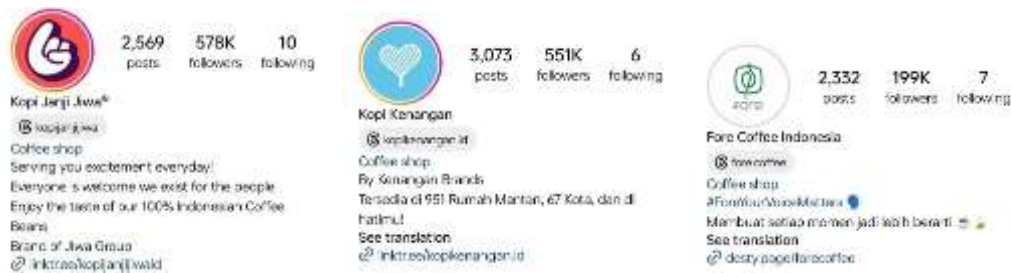 2,569 578K 10
posts followers following
Kopi Janji Jiwa®
kopijanjijiwa
Coffee shop
Serving you excitement everyday!
Everyone is welcome we exist for the people
Enjoy the taste of our 100% Indonesian Coffee
Beans
Brand of Jiwa Group
linktr.ee/kopijanjijiwaid
3,073 551K 6
posts followers following
Kopi Kenangan
kopikenangan.id
Coffee shop
By Kenangan Brands
Tersedia di 951 Rumah Mantan, 67 Kota, dan di
hatimu!
See translation
linktr.ee/kopikenangan.id
FORE
2,332 199K 7
posts followers following
Fore Coffee Indonesia
fore.coffee
Coffee shop
#ForeYourVoiceMatters 🗣️
Membuat setiap momen jadi lebih berarti ☕🍃
See translation
desty.page/forecoffee